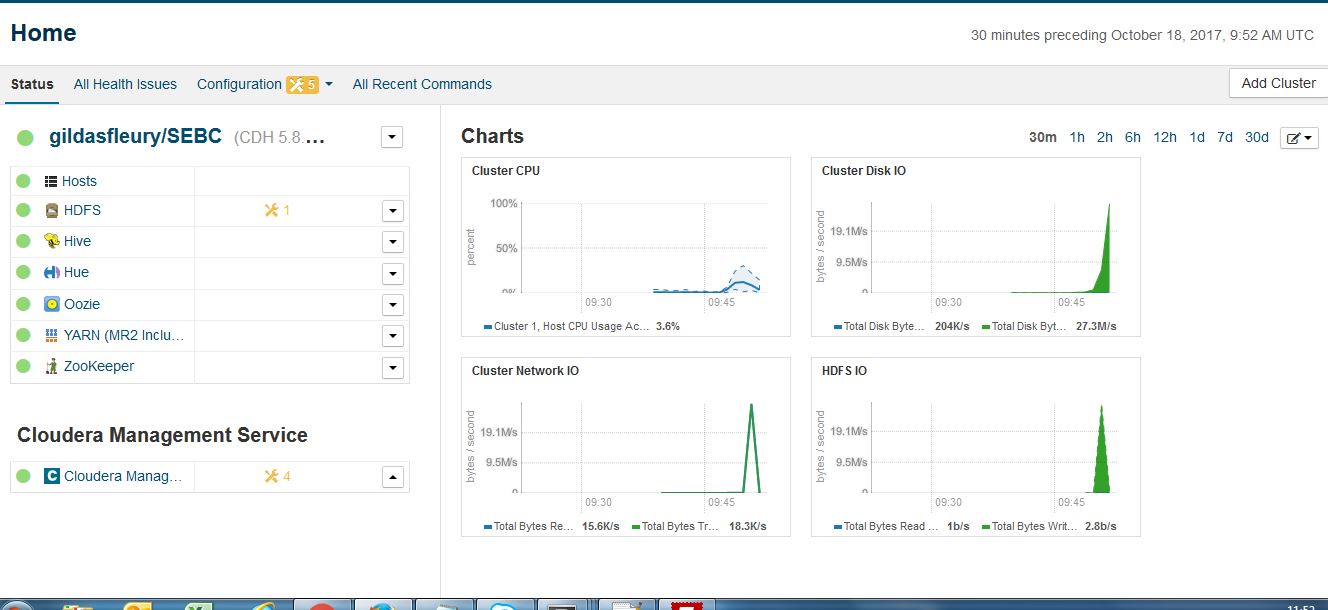 Home
30 minutes preceding October 18, 2017, 9:52 AM UTC
Status All Health Issues Configuration 5 All Recent Commands Add Cluster
gildasfleury/SEBC (CDH 5.8....
Hosts
HDFS 1
Hive
Hue
Oozie
YARN (MR2 Inclu...
ZooKeeper
Cloudera Management Service
C Cloudera Manag... 4
Charts 30m 1h 2h 6h 12h 1d 7d 30d
Cluster CPU
percent
100%
50%
0%
09:30 09:45
Cluster 1, Host CPU Usage Ac... 3.6%
Cluster Disk IO
bytes / second
19.1M/s
9.5M/s
0
09:30 09:45
Total Disk Byte... 204K/s Total Disk Byt... 27.3M/s
Cluster Network IO
bytes / second
19.1M/s
9.5M/s
0
09:30 09:45
Total Bytes Re... 15.6K/s Total Bytes Tr... 18.3K/s
HDFS IO
bytes / second
19.1M/s
9.5M/s
0
09:30 09:45
Total Bytes Read ... 1b/s Total Bytes Writ... 2.8b/s
11:52